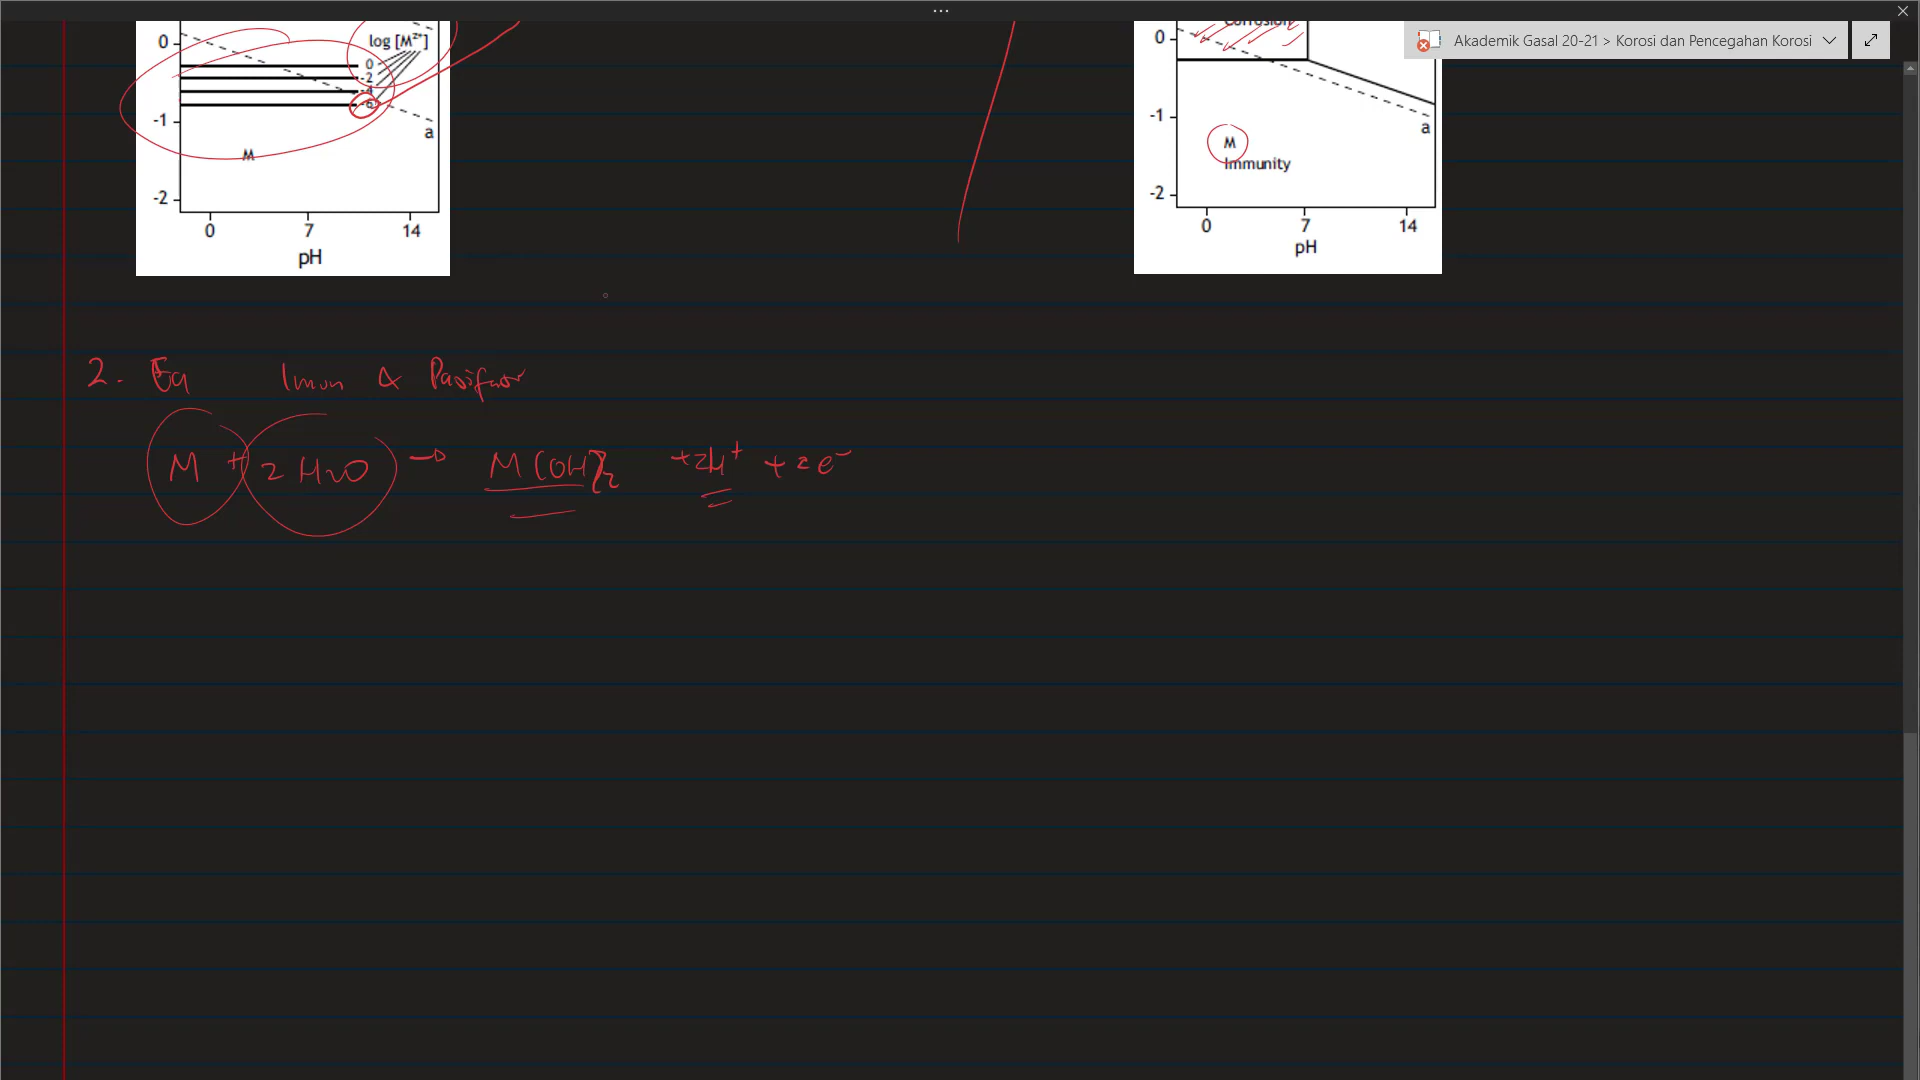 ...
Akademik Gasal 20-21 > Korosi dan Pencegahan Korosi
0
log [M²⁺]
0
-2
-4
-6
-1
a
M
-2
0 7 14
pH
Corrosion
0
-1
a
M
Immunity
-2
0 7 14
pH
2. Imun & Pasifasi
M + 2 H2O → M(OH)2 + 2H⁺ + 2e⁻